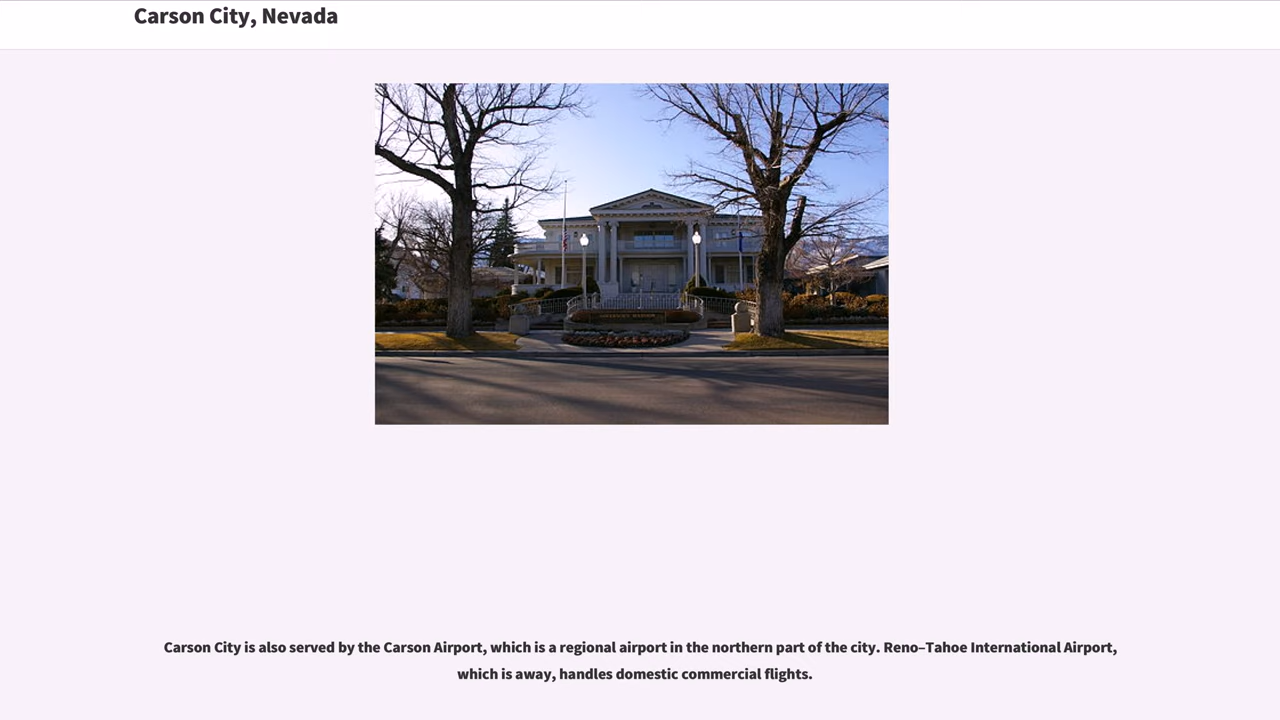 Carson City, Nevada
Carson City is also served by the Carson Airport, which is a regional airport in the northern part of the city. Reno–Tahoe International Airport,
which is away, handles domestic commercial flights.